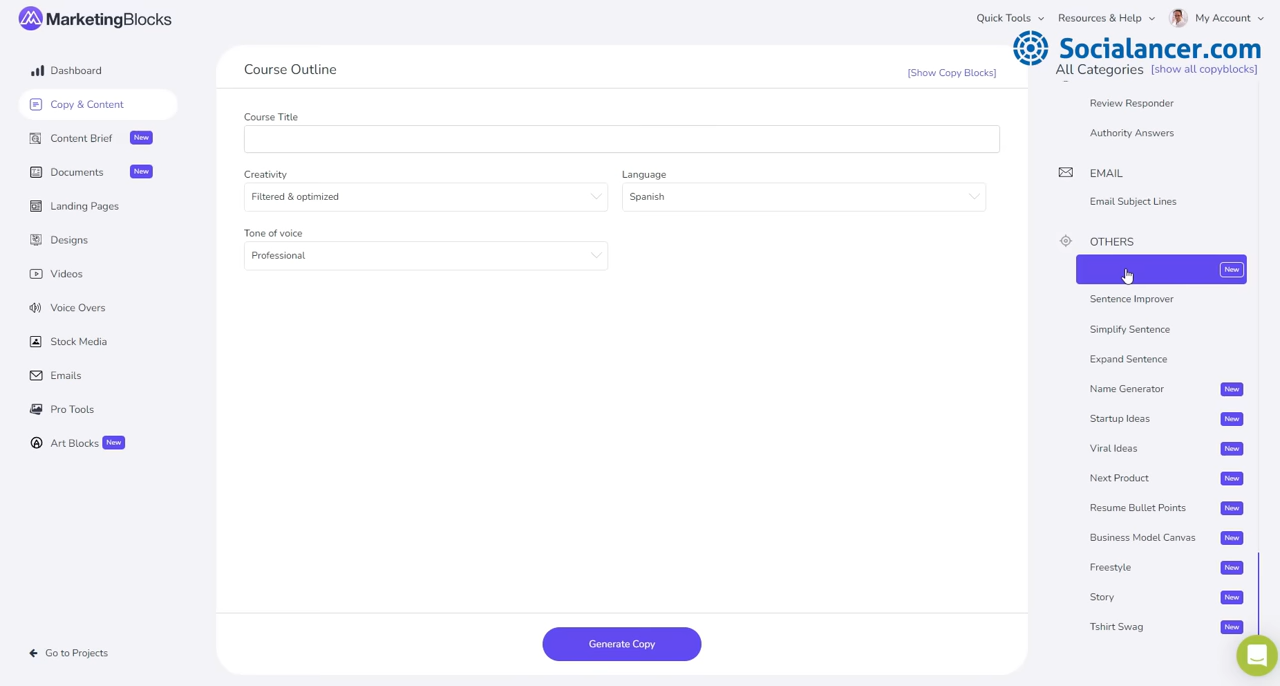 MarketingBlocks
Quick Tools
Resources & Help
My Account
Socialancer.com
Dashboard
Copy & Content
Content Brief New
Documents New
Landing Pages
Designs
Videos
Voice Overs
Stock Media
Emails
Pro Tools
Art Blocks New
Go to Projects
Course Outline
[Show Copy Blocks]
Course Title
Creativity
Filtered & optimized
Language
Spanish
Tone of voice
Professional
Generate Copy
All Categories [show all copyblocks]
Review Responder
Authority Answers
EMAIL
Email Subject Lines
OTHERS
New
Sentence Improver
Simplify Sentence
Expand Sentence
Name Generator New
Startup Ideas New
Viral Ideas New
Next Product New
Resume Bullet Points New
Business Model Canvas New
Freestyle New
Story New
Tshirt Swag New